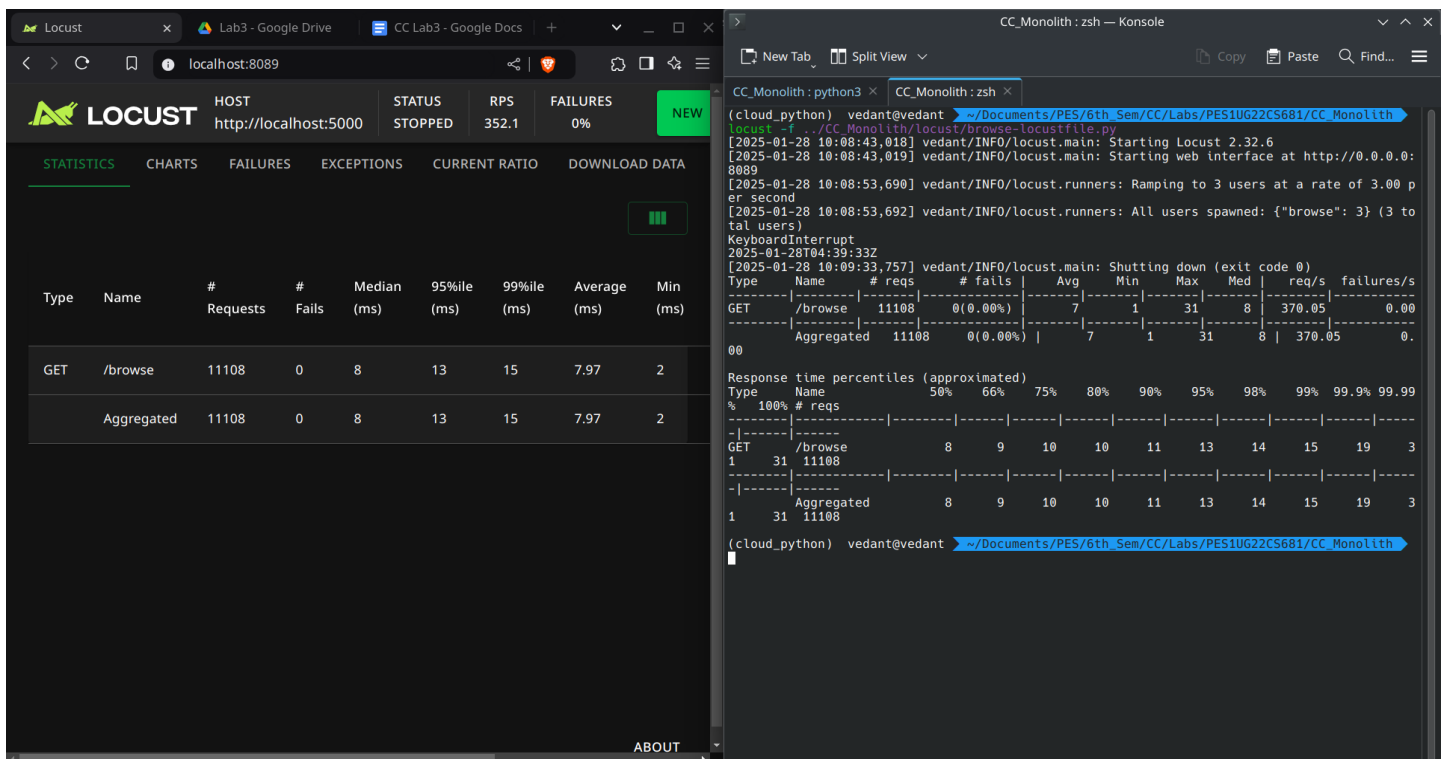 Locust
Lab3 - Google Drive
CC Lab3 - Google Docs
localhost:8089
LOCUST
HOST
http://localhost:5000
STATUS
STOPPED
RPS
352.1
FAILURES
0%
NEW
STATISTICS CHARTS FAILURES EXCEPTIONS CURRENT RATIO DOWNLOAD DATA
Type Name # Requests # Fails Median (ms) 95%ile (ms) 99%ile (ms) Average (ms) Min (ms)
GET /browse 11108 0 8 13 15 7.97 2
Aggregated 11108 0 8 13 15 7.97 2
ABOUT
CC_Monolith : zsh — Konsole
New Tab Split View Copy Paste Find...
CC_Monolith : python3 CC_Monolith : zsh
(cloud_python) vedant@vedant ~/Documents/PES/6th_Sem/CC/Labs/PES1UG22CS681/CC_Monolith
locust -f ../CC_Monolith/locust/browse-locustfile.py
[2025-01-28 10:08:43,018] vedant/INFO/locust.main: Starting Locust 2.32.6
[2025-01-28 10:08:43,019] vedant/INFO/locust.main: Starting web interface at http://0.0.0.0:
8089
[2025-01-28 10:08:53,690] vedant/INFO/locust.runners: Ramping to 3 users at a rate of 3.00 p
er second
[2025-01-28 10:08:53,692] vedant/INFO/locust.runners: All users spawned: {"browse": 3} (3 to
tal users)
KeyboardInterrupt
2025-01-28T04:39:33Z
[2025-01-28 10:09:33,757] vedant/INFO/locust.main: Shutting down (exit code 0)
Type Name # reqs # fails | Avg Min Max Med | req/s failures/s
--------|---------|-------|-------------|-------|-------|-------|-------|--------|-----------
GET /browse 11108 0(0.00%) | 7 1 31 8 | 370.05 0.00
--------|---------|-------|-------------|-------|-------|-------|-------|--------|-----------
Aggregated 11108 0(0.00%) | 7 1 31 8 | 370.05 0.
00
Response time percentiles (approximated)
Type Name 50% 66% 75% 80% 90% 95% 98% 99% 99.9% 99.99
% 100% # reqs
--------|------------|--------|------|------|------|------|------|------|------|------|-----
-|------|------
GET /browse 8 9 10 10 11 13 14 15 19 3
1 31 11108
--------|------------|--------|------|------|------|------|------|------|------|------|-----
-|------|------
Aggregated 8 9 10 10 11 13 14 15 19 3
1 31 11108
(cloud_python) vedant@vedant ~/Documents/PES/6th_Sem/CC/Labs/PES1UG22CS681/CC_Monolith